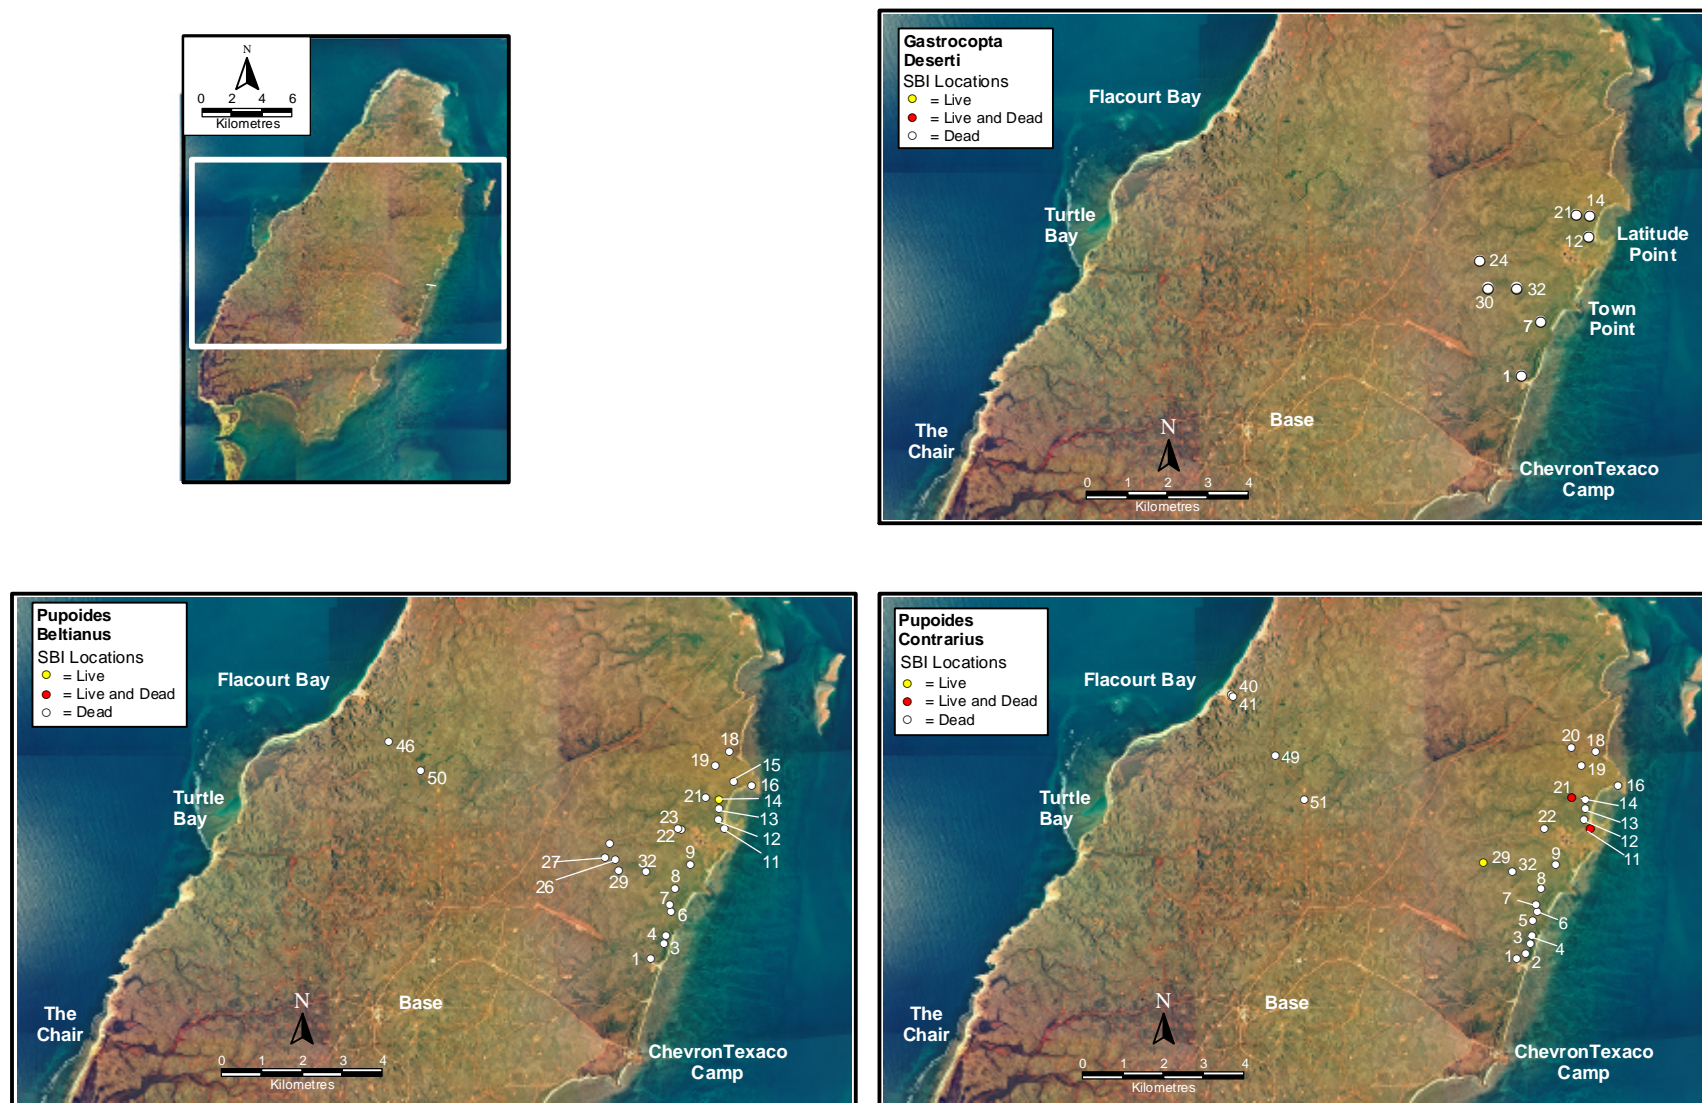 N
0 2 4 6
Kilometres
Gastrocopta
Deserti
SBI Locations
= Live
= Live and Dead
= Dead
Flacourt Bay
Turtle
Bay
21
14
12
Latitude
Point
24
30
32
Town
Point
7
1
Base
The
Chair
N
0 1 2 3 4
Kilometres
ChevronTexaco
Camp
Pupoides
Beltianus
SBI Locations
= Live
= Live and Dead
= Dead
Flacourt Bay
46
50
Turtle
Bay
18
19
15
16
21
14
13
23
22
12
11
27
26
29
32
9
8
7
6
4
3
1
Base
The
Chair
N
0 1 2 3 4
Kilometres
ChevronTexaco
Camp
Pupoides
Contrarius
SBI Locations
= Live
= Live and Dead
= Dead
Flacourt Bay
40
41
49
51
Turtle
Bay
20
18
19
21
16
14
13
22
12
11
29
32
9
8
7
6
5
3
4
1
2
Base
The
Chair
N
0 1 2 3 4
Kilometres
ChevronTexaco
Camp